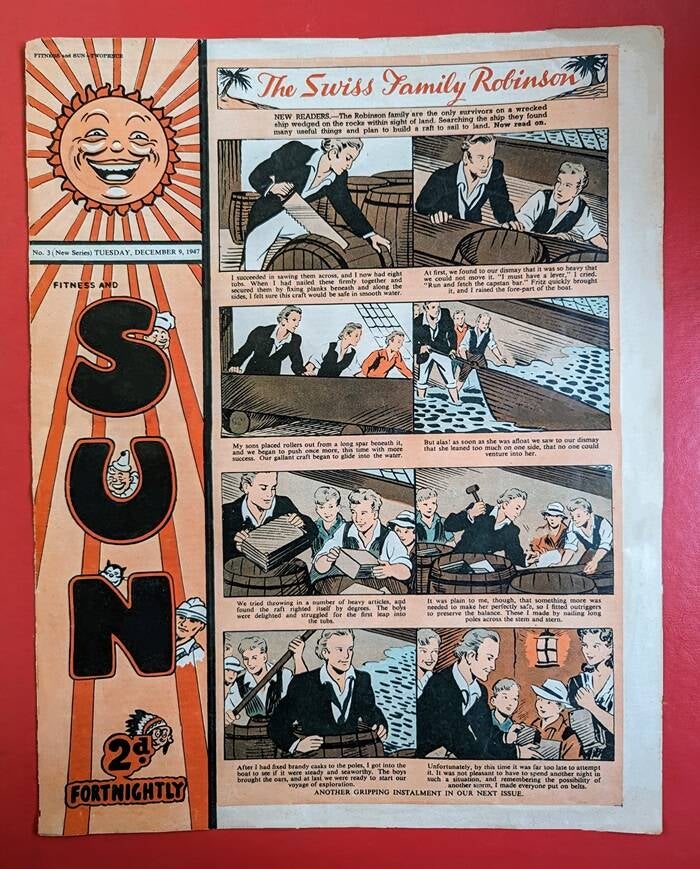 FITNESS and SUN—TWOPENCE
No. 3 (New Series) TUESDAY, DECEMBER 9, 1947
FITNESS AND
SUN
2d.
FORTNIGHTLY
The Swiss Family Robinson
NEW READERS.—The Robinson family are the only survivors on a wrecked
ship wedged on the rocks within sight of land. Searching the ship they found
many useful things and plan to build a raft to sail to land. Now read on.
I succeeded in sawing them across, and I now had eight
tubs. When I had nailed these firmly together and
secured them by fixing planks beneath and along the
sides, I felt sure this craft would be safe in smooth water.
At first, we found to our dismay that it was so heavy that
we could not move it. "I must have a lever," I cried.
"Run and fetch the capstan bar." Fritz quickly brought
it, and I raised the fore-part of the boat.
My sons placed rollers out from a long spar beneath it,
and we began to push once more, this time with more
success. Our gallant craft began to glide into the water.
But alas! as soon as she was afloat we saw to our dismay
that she leaned too much on one side, that no one could
venture into her.
We tried throwing in a number of heavy articles, and
found the raft righted itself by degrees. The boys
were delighted and struggled for the first leap into
the tubs.
It was plain to me, though, that something more was
needed to make her perfectly safe, so I fitted outriggers
to preserve the balance. These I made by nailing long
poles across the stem and stern.
After I had fixed brandy casks to the poles, I got into the
boat to see if it were steady and seaworthy. The boys
brought the oars, and at last we were ready to start our
voyage of exploration.
Unfortunately, by this time it was far too late to attempt
it. It was not pleasant to have to spend another night in
such a situation, and remembering the possibility of
another storm, I made everyone put on belts.
ANOTHER GRIPPING INSTALMENT IN OUR NEXT ISSUE.